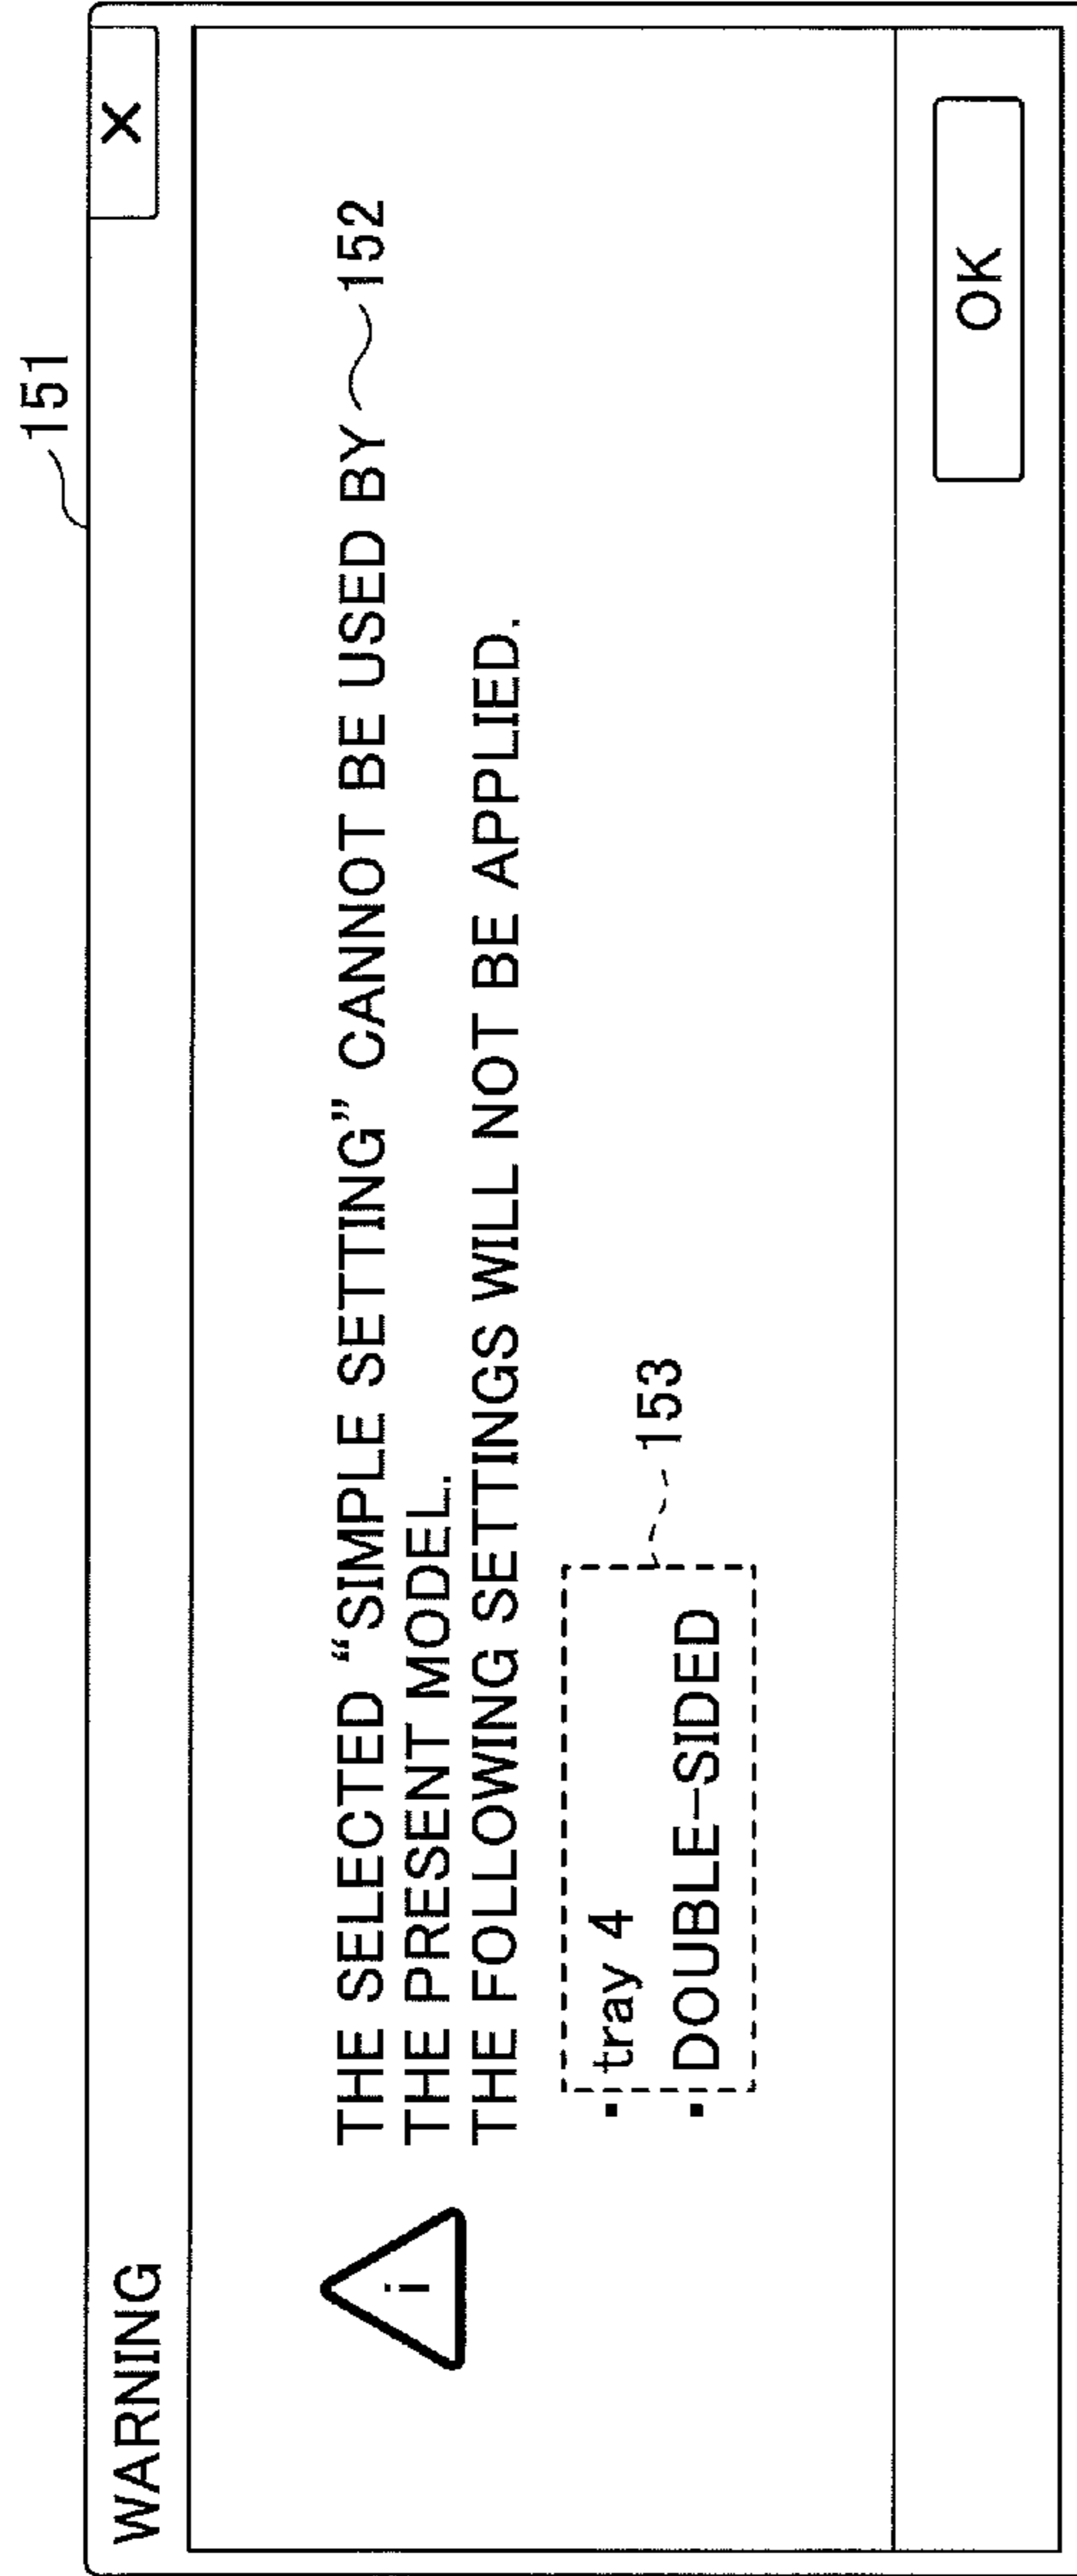 151
WARNING
X
THE SELECTED “SIMPLE SETTING” CANNOT BE USED BY 152
THE PRESENT MODEL.
THE FOLLOWING SETTINGS WILL NOT BE APPLIED.
i
▪ tray 4
▪ DOUBLE-SIDED
153
OK